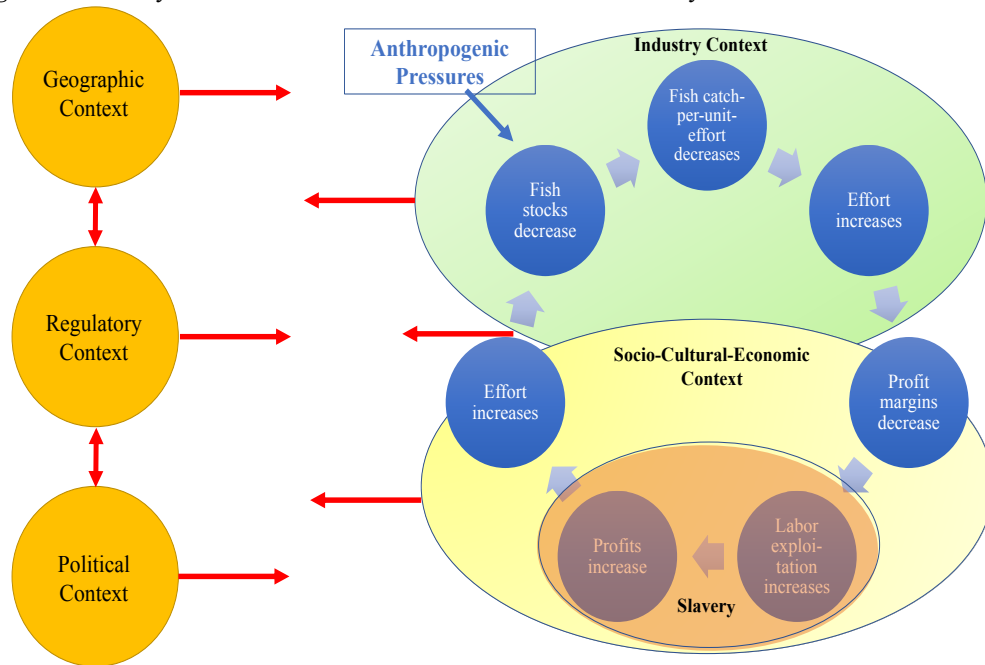 Geographic
Context
Regulatory
Context
Political
Context
Anthropogenic
Pressures
Industry Context
Fish catch-
per-unit-
effort
decreases
Fish
stocks
decrease
Effort
increases
Socio-Cultural-Economic
Context
Effort
increases
Profit
margins
decrease
Profits
increase
Labor
exploi-
tation
increases
Slavery